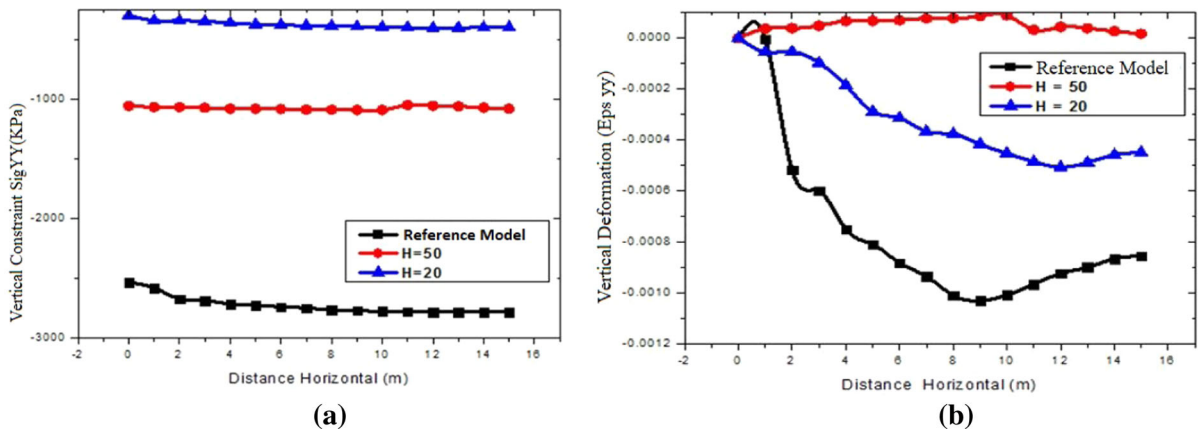 Vertical Constraint SigYY(KPa)
-1000
-2000
-3000
-2
0
2
4
6
8
10
12
14
16
Distance Horizontal (m)
Reference Model
H=50
H=20
(a)
Vertical Deformation (Eps yy)
0.0000
-0.0002
-0.0004
-0.0006
-0.0008
-0.0010
-0.0012
-2
0
2
4
6
8
10
12
14
16
Distance Horizontal (m)
Reference Model
H = 50
H = 20
(b)